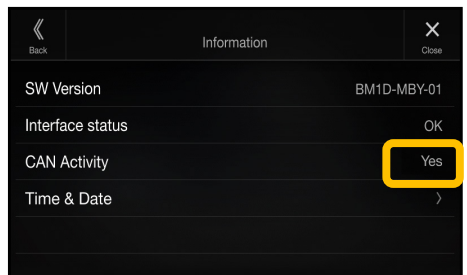 Back
Information
Close
SW Version BM1D-MBY-01
Interface status OK
CAN Activity Yes
Time & Date